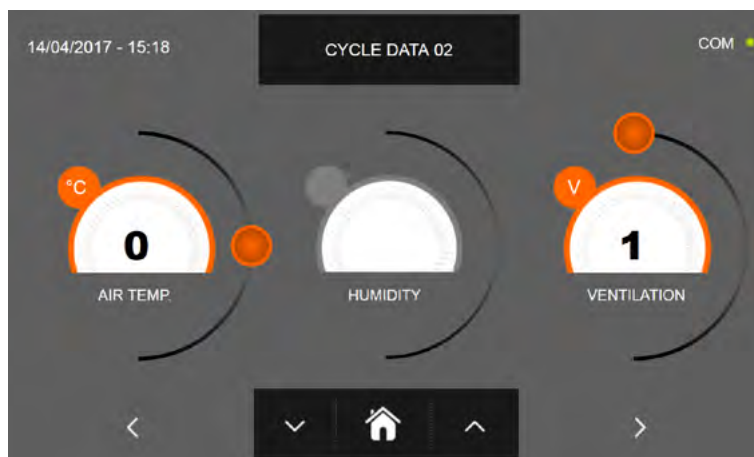 14/04/2017 - 15:18
CYCLE DATA 02
COM
°C
V
0
1
AIR TEMP.
HUMIDITY
VENTILATION